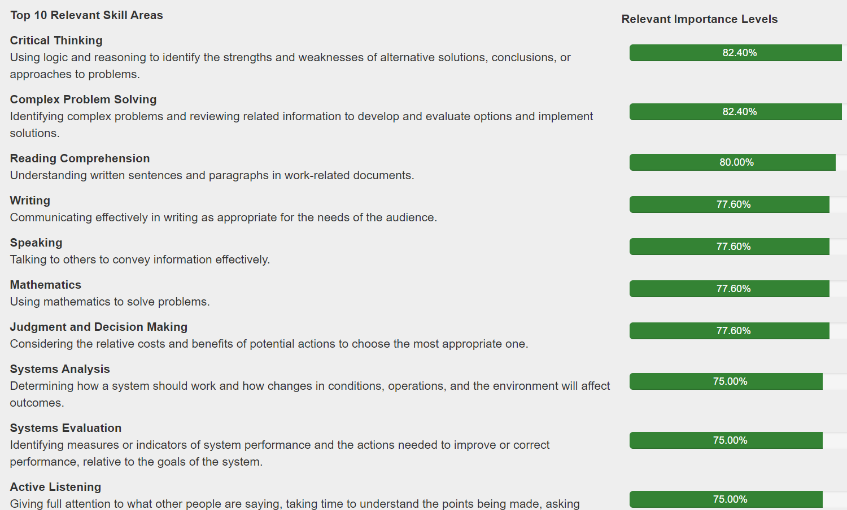 Top 10 Relevant Skill Areas
Relevant Importance Levels
Critical Thinking
Using logic and reasoning to identify the strengths and weaknesses of alternative solutions, conclusions, or
approaches to problems.
82.40%
Complex Problem Solving
Identifying complex problems and reviewing related information to develop and evaluate options and implement
solutions.
82.40%
Reading Comprehension
Understanding written sentences and paragraphs in work-related documents.
80.00%
Writing
Communicating effectively in writing as appropriate for the needs of the audience.
77.60%
Speaking
Talking to others to convey information effectively.
77.60%
Mathematics
Using mathematics to solve problems.
77.60%
Judgment and Decision Making
Considering the relative costs and benefits of potential actions to choose the most appropriate one.
77.60%
Systems Analysis
Determining how a system should work and how changes in conditions, operations, and the environment will affect
outcomes.
75.00%
Systems Evaluation
Identifying measures or indicators of system performance and the actions needed to improve or correct
performance, relative to the goals of the system.
75.00%
Active Listening
Giving full attention to what other people are saying, taking time to understand the points being made, asking
75.00%